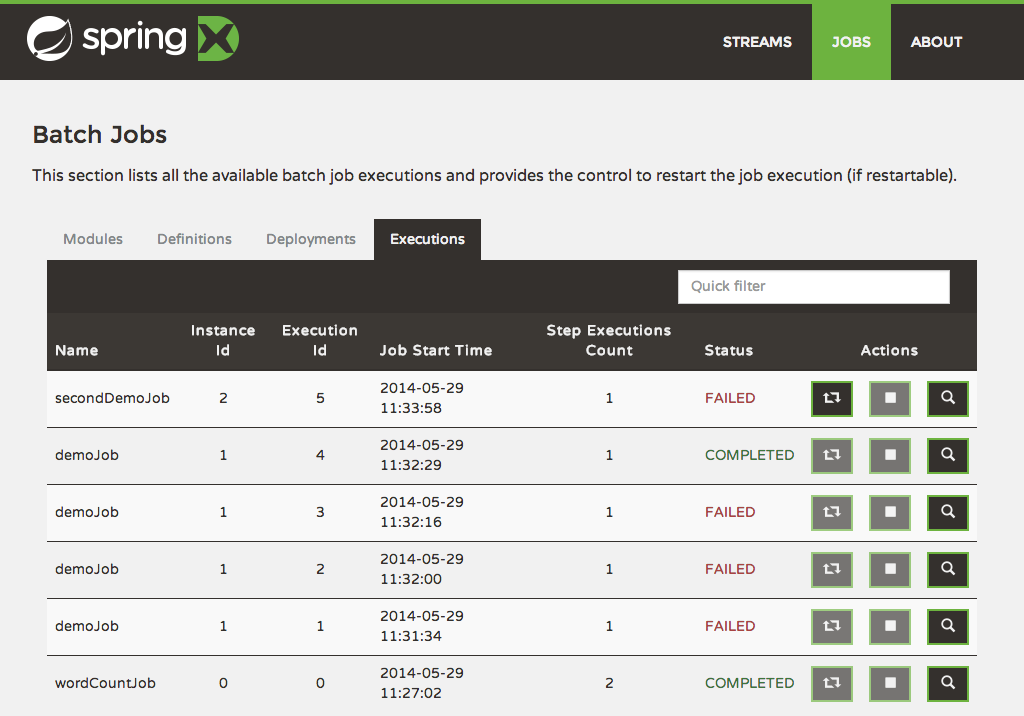 spring X STREAMS JOBS ABOUT
Batch Jobs
This section lists all the available batch job executions and provides the control to restart the job execution (if restartable).
Modules Definitions Deployments Executions
Quick filter
Name Instance Id Execution Id Job Start Time Step Executions Count Status Actions
secondDemoJob 2 5 2014-05-29 11:33:58 1 FAILED
demoJob 1 4 2014-05-29 11:32:29 1 COMPLETED
demoJob 1 3 2014-05-29 11:32:16 1 FAILED
demoJob 1 2 2014-05-29 11:32:00 1 FAILED
demoJob 1 1 2014-05-29 11:31:34 1 FAILED
wordCountJob 0 0 2014-05-29 11:27:02 2 COMPLETED